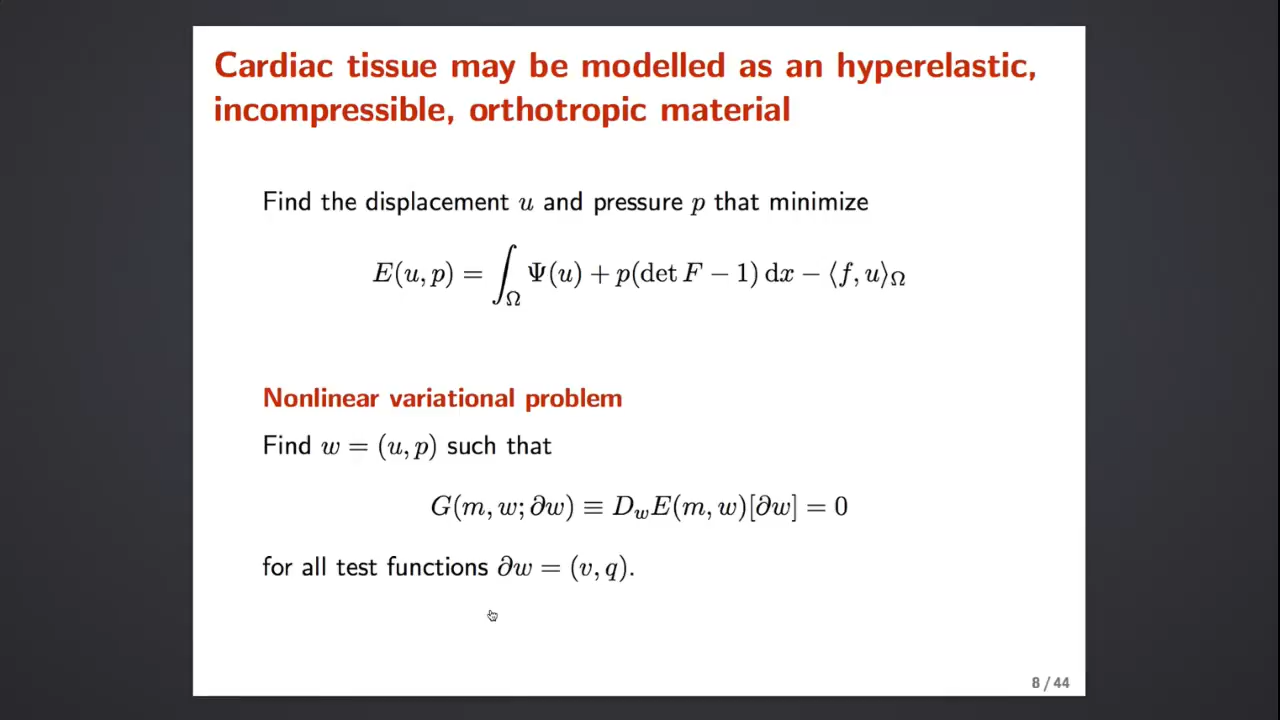 Cardiac tissue may be modelled as an hyperelastic,
incompressible, orthotropic material
Find the displacement u and pressure p that minimize
E(u, p) = ∫_Ω Ψ(u) + p(det F − 1) dx − ⟨f, u⟩_Ω
Nonlinear variational problem
Find w = (u, p) such that
G(m, w; ∂w) ≡ D_w E(m, w)[∂w] = 0
for all test functions ∂w = (v, q).
8 / 44